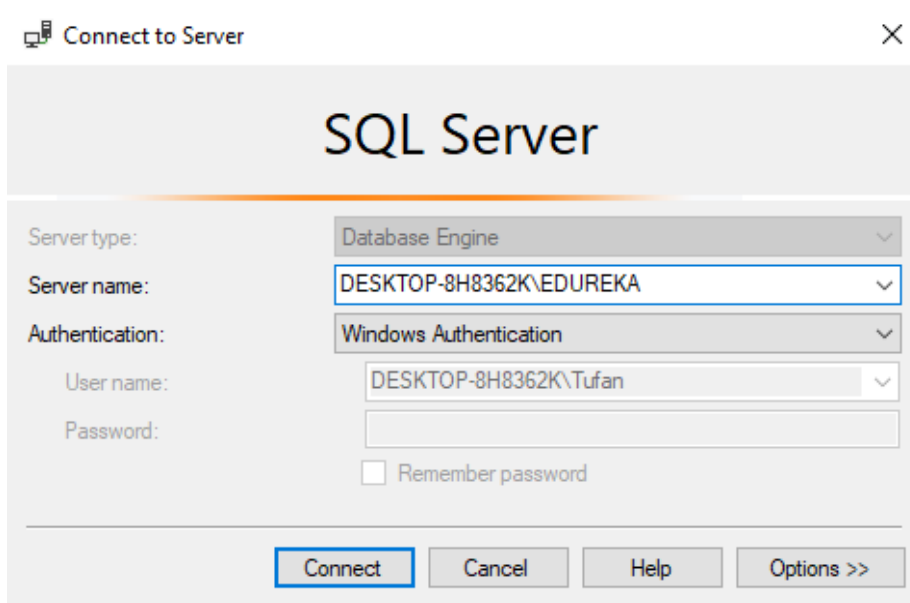 Connect to Server
SQL Server
Server type: Database Engine
Server name: DESKTOP-8H8362K\EDUREKA
Authentication: Windows Authentication
User name: DESKTOP-8H8362K\Tufan
Password:
Remember password
Connect Cancel Help Options >>